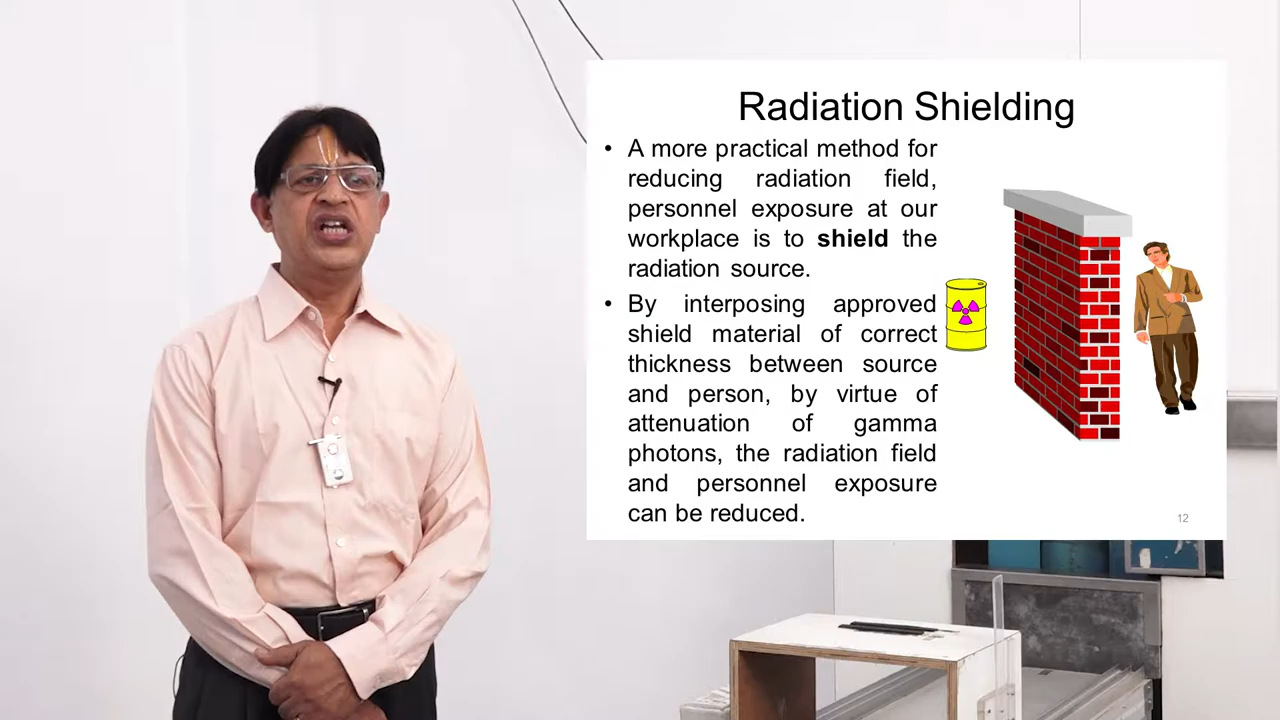 Radiation Shielding
• A more practical method for
reducing radiation field,
personnel exposure at our
workplace is to shield the
radiation source.
• By interposing approved
shield material of correct
thickness between source
and person, by virtue of
attenuation of gamma
photons, the radiation field
and personnel exposure
can be reduced.
12